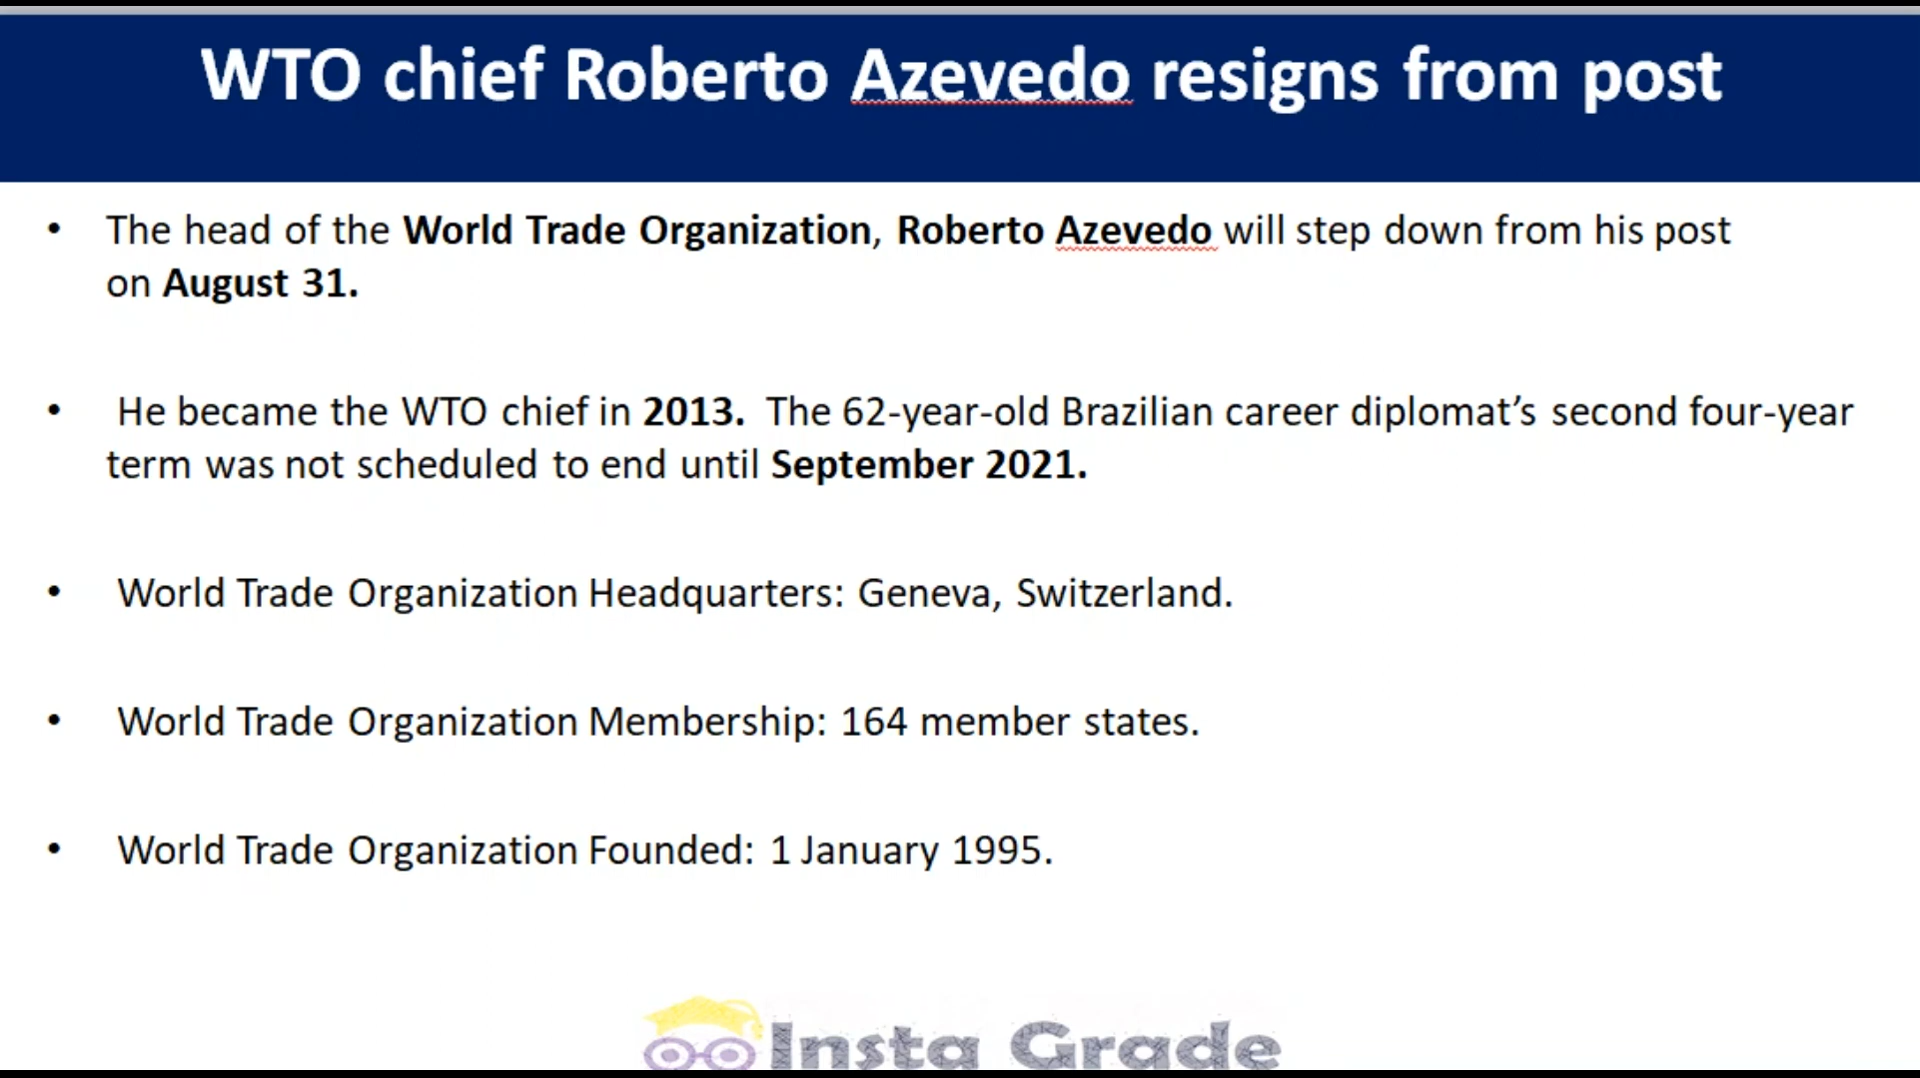 WTO chief Roberto Azevedo resigns from post
• The head of the World Trade Organization, Roberto Azevedo will step down from his post
on August 31.
• He became the WTO chief in 2013. The 62-year-old Brazilian career diplomat’s second four-year
term was not scheduled to end until September 2021.
• World Trade Organization Headquarters: Geneva, Switzerland.
• World Trade Organization Membership: 164 member states.
• World Trade Organization Founded: 1 January 1995.
Insta Grade